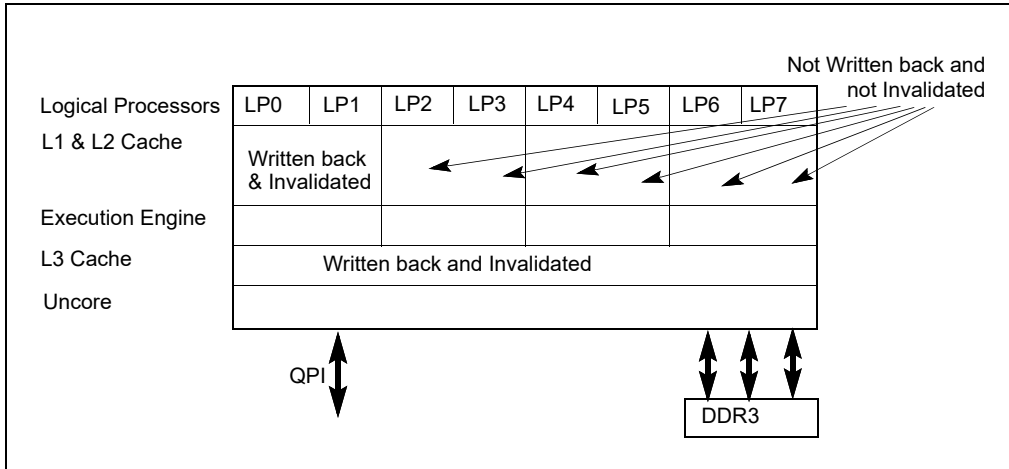 Not Written back and
not Invalidated
Logical Processors LP0 LP1 LP2 LP3 LP4 LP5 LP6 LP7
L1 & L2 Cache
Written back
& Invalidated
Execution Engine
L3 Cache Written back and Invalidated
Uncore
QPI
DDR3